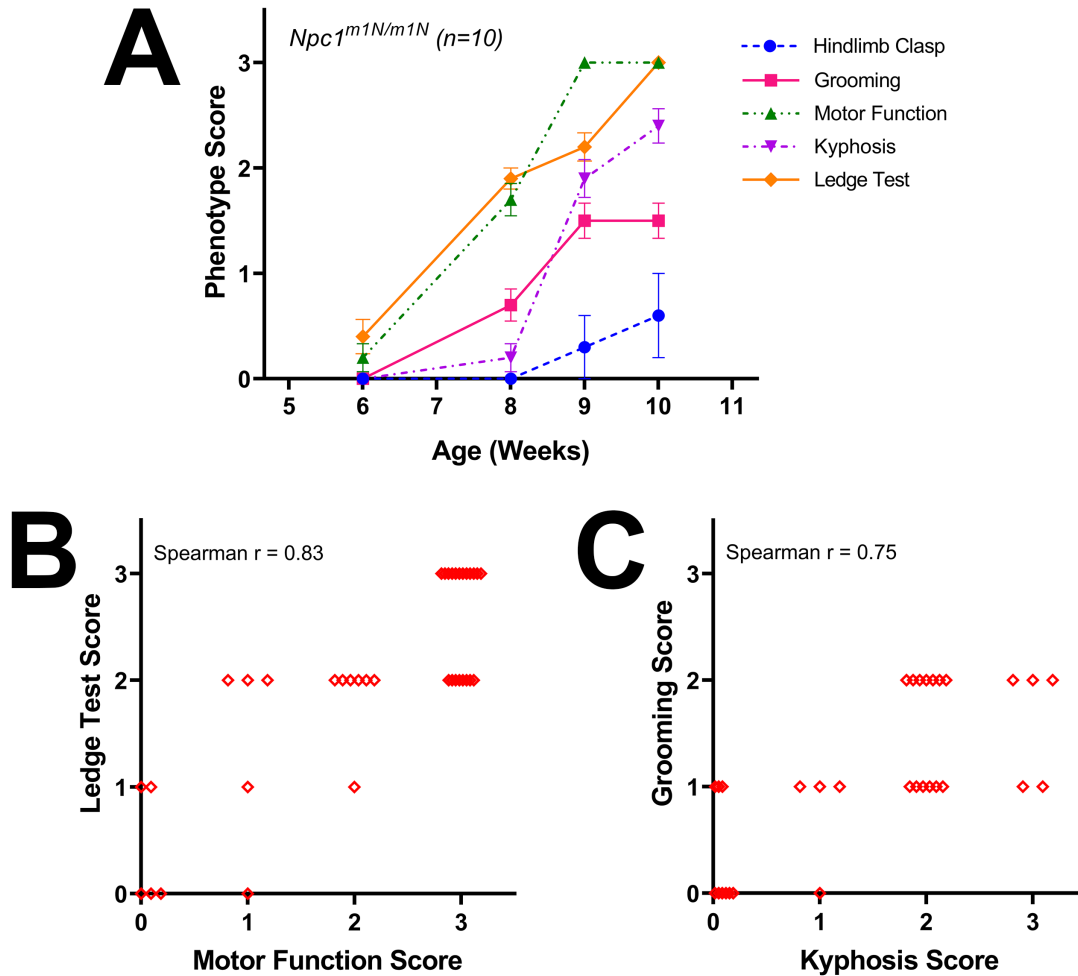 A
Npc1^m1N/m1N (n=10)
Hindlimb Clasp
Grooming
Motor Function
Kyphosis
Ledge Test
Phenotype Score
3
2
1
0
5 6 7 8 9 10 11
Age (Weeks)
B
Spearman r = 0.83
Ledge Test Score
3
2
1
0
0 1 2 3
Motor Function Score
C
Spearman r = 0.75
Grooming Score
3
2
1
0
0 1 2 3
Kyphosis Score